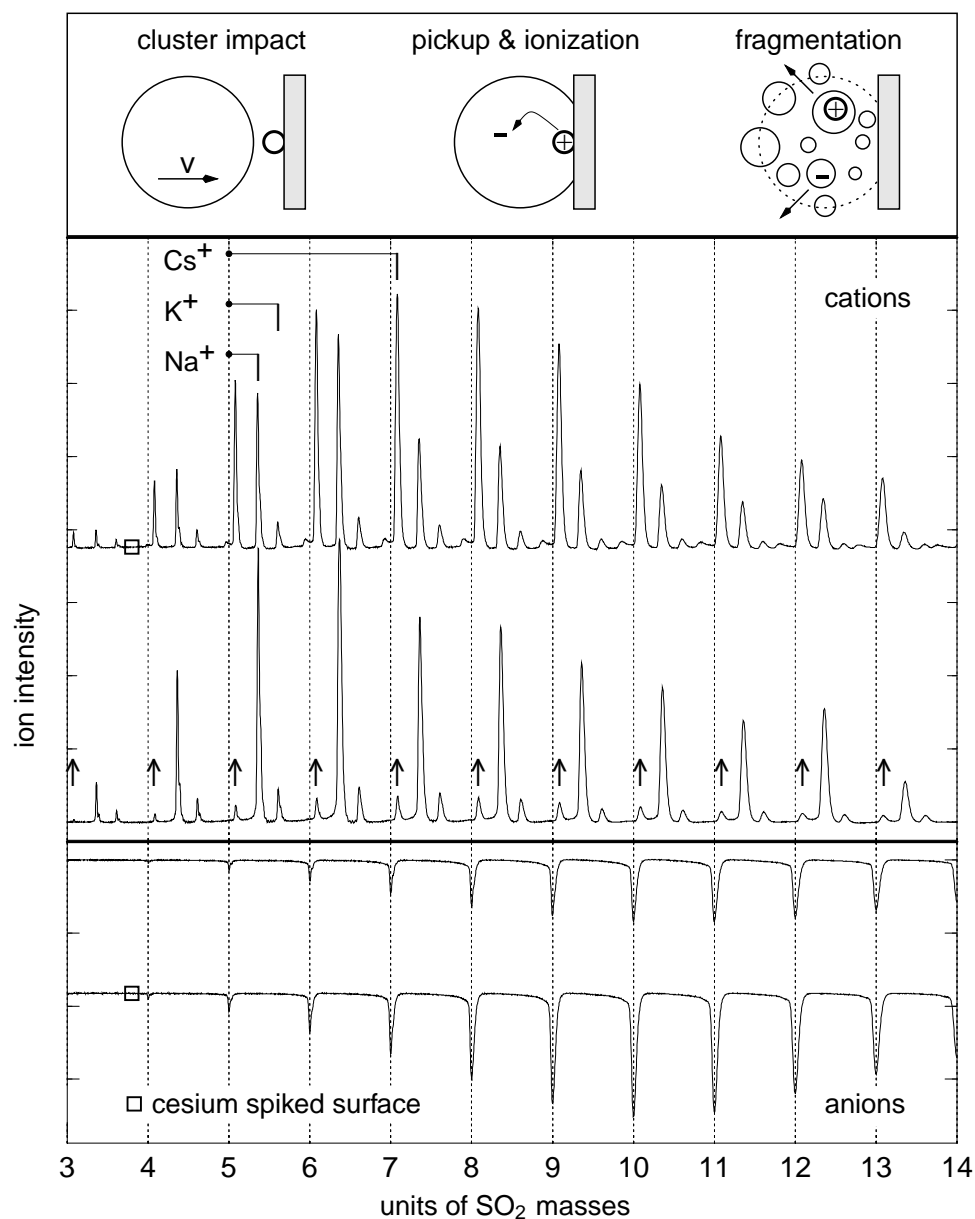 cluster impact
pickup & ionization
fragmentation
v
-
+
+
-
Cs+
K+
Na+
cations
ion intensity
□ cesium spiked surface
anions
3 4 5 6 7 8 9 10 11 12 13 14
units of SO2 masses